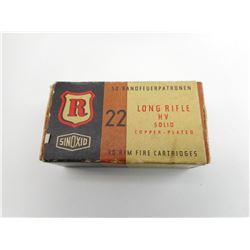 50 RANDFEUERPATRONEN
R
SINOXID
22
LONG RIFLE
HV
SOLID
COPPER-PLATED
50 RIM FIRE CARTRIDGES